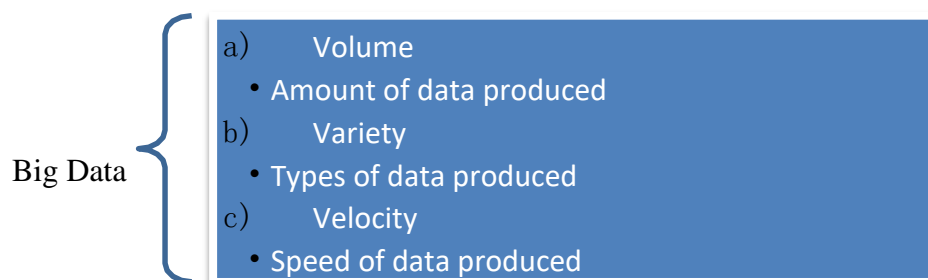 a) Volume
• Amount of data produced
b) Variety
Big Data
• Types of data produced
c) Velocity
• Speed of data produced